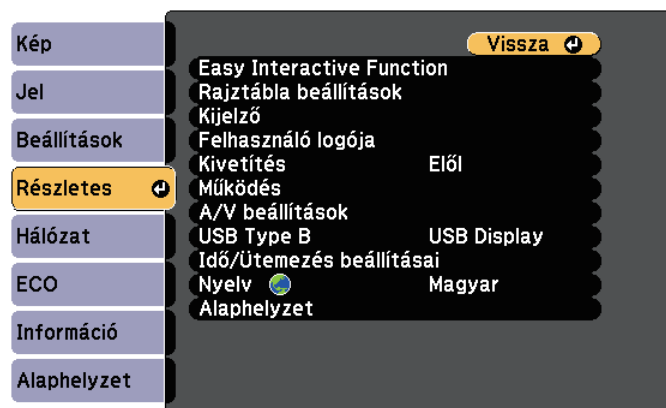 Kép
Jel
Beállítások
Részletes
Hálózat
ECO
Információ
Alaphelyzet
Vissza
Easy Interactive Function
Rajztábla beállítások
Kijelző
Felhasználó logója
Kivetítés Elől
Működés
A/V beállítások
USB Type B USB Display
Idő/Ütemezés beállításai
Nyelv Magyar
Alaphelyzet